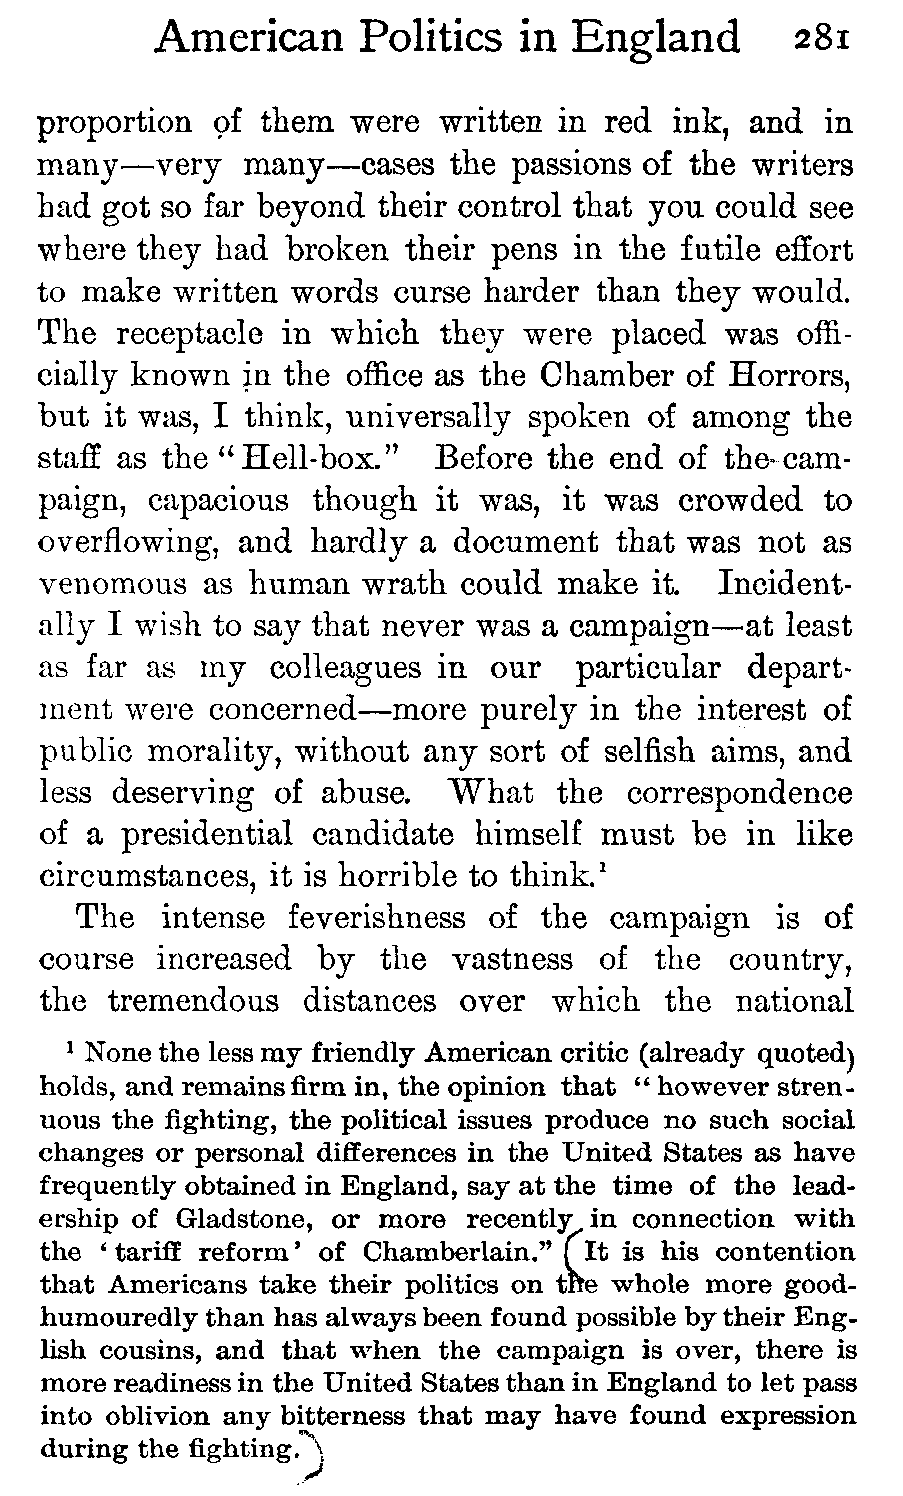 American Politics in England 281
proportion of them were written in red ink, and in
many—very many—cases the passions of the writers
had got so far beyond their control that you could see
where they had broken their pens in the futile effort
to make written words curse harder than they would.
The receptacle in which they were placed was offi-
cially known in the office as the Chamber of Horrors,
but it was, I think, universally spoken of among the
staff as the "Hell-box." Before the end of the cam-
paign, capacious though it was, it was crowded to
overflowing, and hardly a document that was not as
venomous as human wrath could make it. Incident-
ally I wish to say that never was a campaign—at least
as far as my colleagues in our particular depart-
ment were concerned—more purely in the interest of
public morality, without any sort of selfish aims, and
less deserving of abuse. What the correspondence
of a presidential candidate himself must be in like
circumstances, it is horrible to think.¹
The intense feverishness of the campaign is of
course increased by the vastness of the country,
the tremendous distances over which the national
¹ None the less my friendly American critic (already quoted)
holds, and remains firm in, the opinion that "however stren-
uous the fighting, the political issues produce no such social
changes or personal differences in the United States as have
frequently obtained in England, say at the time of the lead-
ership of Gladstone, or more recently in connection with
the 'tariff reform' of Chamberlain." (It is his contention
that Americans take their politics on the whole more good-
humouredly than has always been found possible by their Eng-
lish cousins, and that when the campaign is over, there is
more readiness in the United States than in England to let pass
into oblivion any bitterness that may have found expression
during the fighting.)